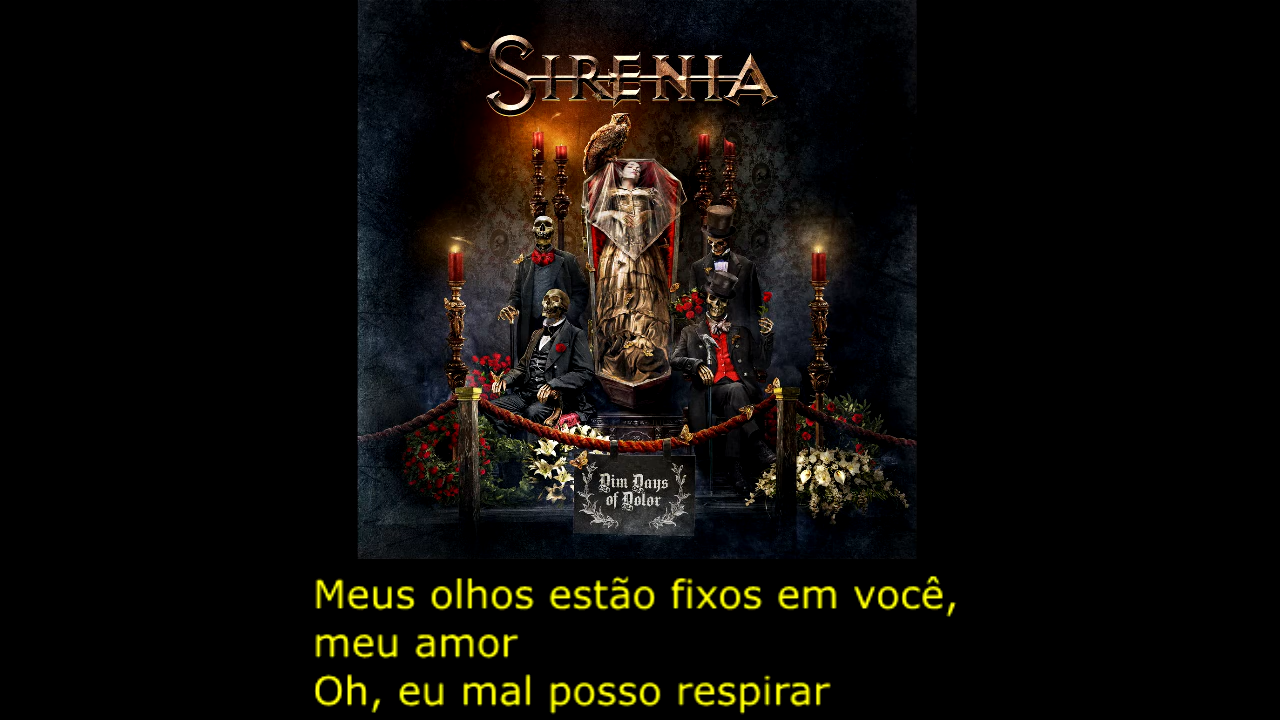 SIRENIA
Dim Days
of Dolor
Meus olhos estão fixos em você,
meu amor
Oh, eu mal posso respirar